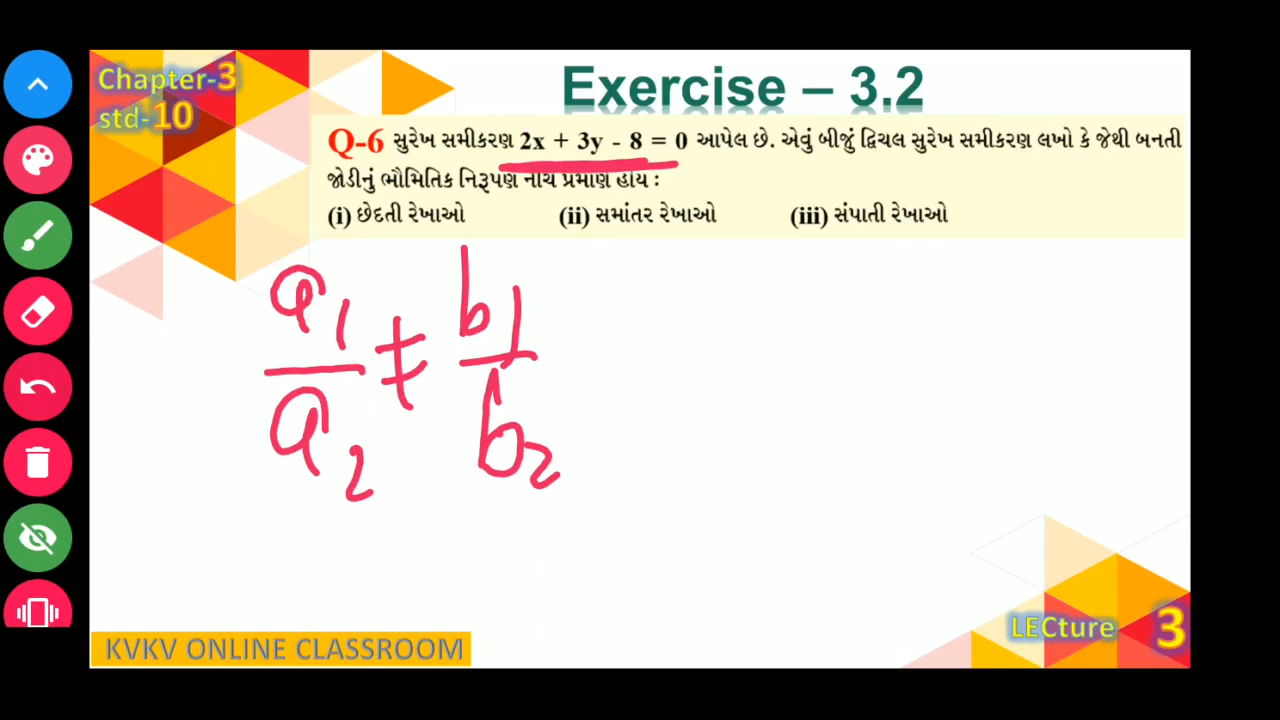 Chapter-3
std-10
Exercise – 3.2
Q-6 સુરેખ સમીકરણ 2x + 3y - 8 = 0 આપેલ છે. એવું બીજું દ્વિચલ સુરેખ સમીકરણ લખો કે જેથી બનતી
જોડીનું ભૌમિતિક નિરૂપણ નીચે પ્રમાણે હોય :
(i) છેદતી રેખાઓ (ii) સમાંતર રેખાઓ (iii) સંપાતી રેખાઓ
a1/a2 ≠ b1/b2
KVKV ONLINE CLASSROOM
LECture 3